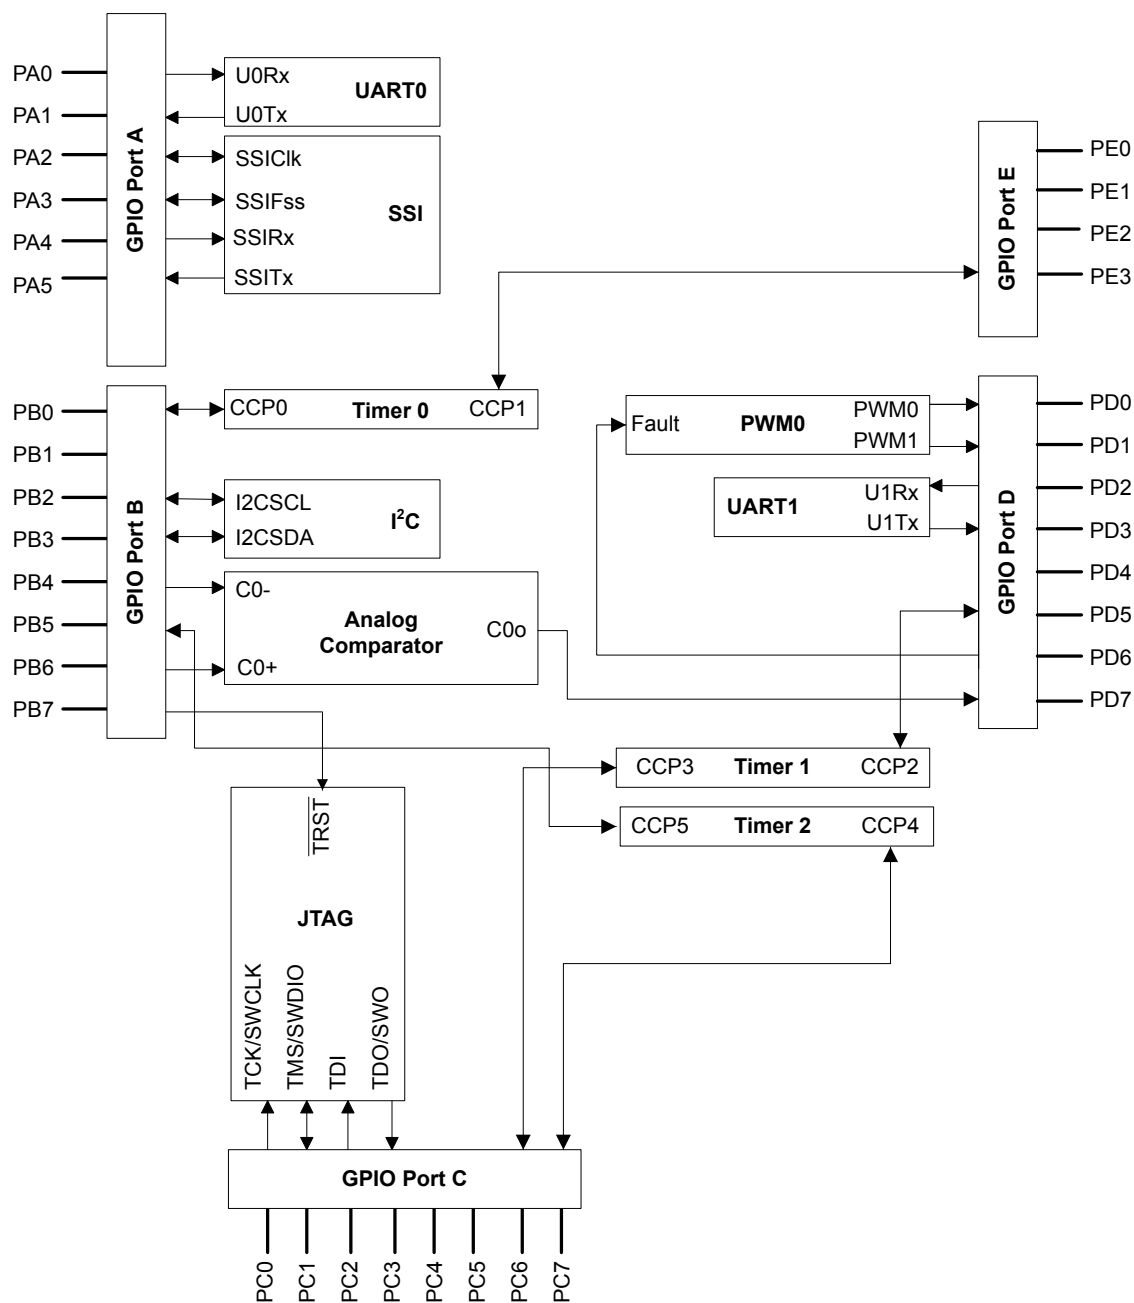 PA0
PA1
PA2
PA3
PA4
PA5
GPIO Port A
U0Rx
U0Tx
UART0
SSIClk
SSIFss
SSIRx
SSITx
SSI
GPIO Port E
PE0
PE1
PE2
PE3
PB0
PB1
PB2
PB3
PB4
PB5
PB6
PB7
GPIO Port B
CCP0
Timer 0
CCP1
I2CSCL
I2CSDA
I²C
C0-
C0+
Analog
Comparator
C0o
Fault
PWM0
PWM0
PWM1
UART1
U1Rx
U1Tx
GPIO Port D
PD0
PD1
PD2
PD3
PD4
PD5
PD6
PD7
CCP3
Timer 1
CCP2
CCP5
Timer 2
CCP4
TRST
JTAG
TCK/SWCLK
TMS/SWDIO
TDI
TDO/SWO
GPIO Port C
PC0
PC1
PC2
PC3
PC4
PC5
PC6
PC7